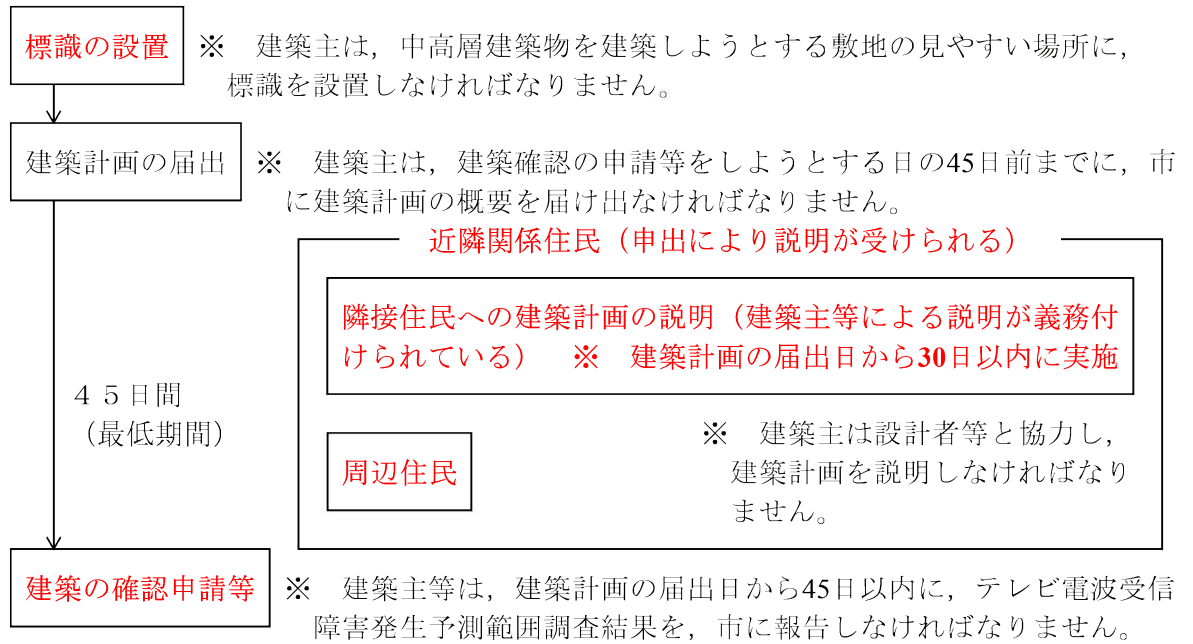 標識の設置 ※　建築主は，中高層建築物を建築しようとする敷地の見やすい場所に，
標識を設置しなければなりません。
建築計画の届出 ※　建築主は，建築確認の申請等をしようとする日の45日前までに，市
に建築計画の概要を届け出なければなりません。
近隣関係住民（申出により説明が受けられる）
隣接住民への建築計画の説明（建築主等による説明が義務付
けられている）　※　建築計画の届出日から30日以内に実施
４５日間
（最低期間）
周辺住民
※　建築主は設計者等と協力し，
建築計画を説明しなければなり
ません。
建築の確認申請等 ※　建築主等は，建築計画の届出日から45日以内に，テレビ電波受信
障害発生予測範囲調査結果を，市に報告しなければなりません。